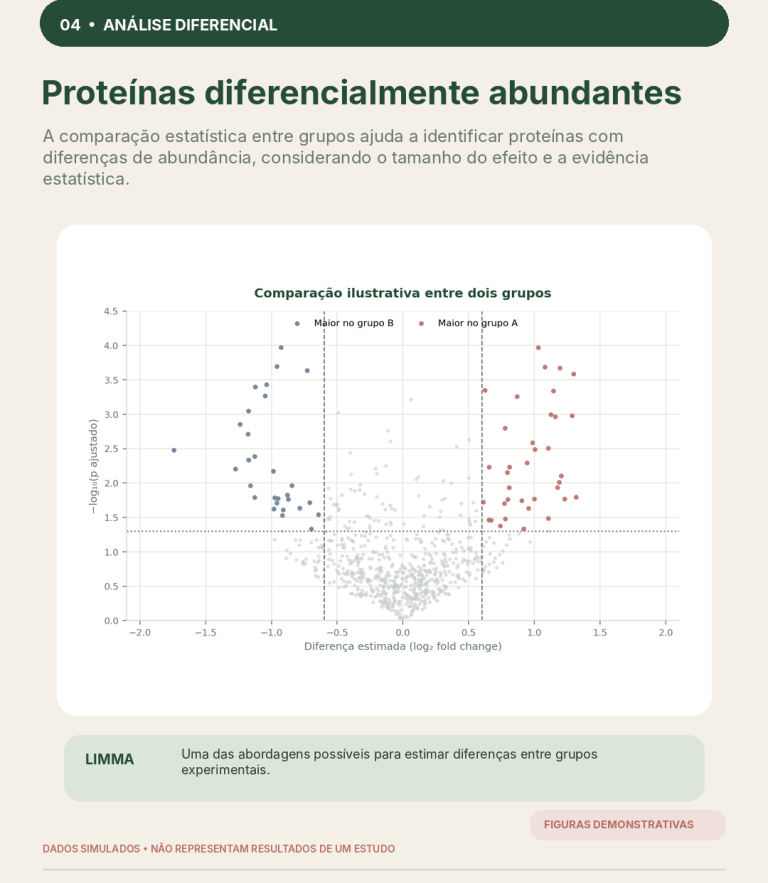 04 • ANÁLISE DIFERENCIAL
Proteínas diferencialmente abundantes
A comparação estatística entre grupos ajuda a identificar proteínas com
diferenças de abundância, considerando o tamanho do efeito e a evidência
estatística.
Comparação ilustrativa entre dois grupos
Maior no grupo B
Maior no grupo A
−log₁₀(p ajustado)
4.5
4.0
3.5
3.0
2.5
2.0
1.5
1.0
0.5
0.0
−2.0 −1.5 −1.0 −0.5 0.0 0.5 1.0 1.5 2.0
Diferença estimada (log₂ fold change)
LIMMA
Uma das abordagens possíveis para estimar diferenças entre grupos
experimentais.
FIGURAS DEMONSTRATIVAS
DADOS SIMULADOS • NÃO REPRESENTAM RESULTADOS DE UM ESTUDO